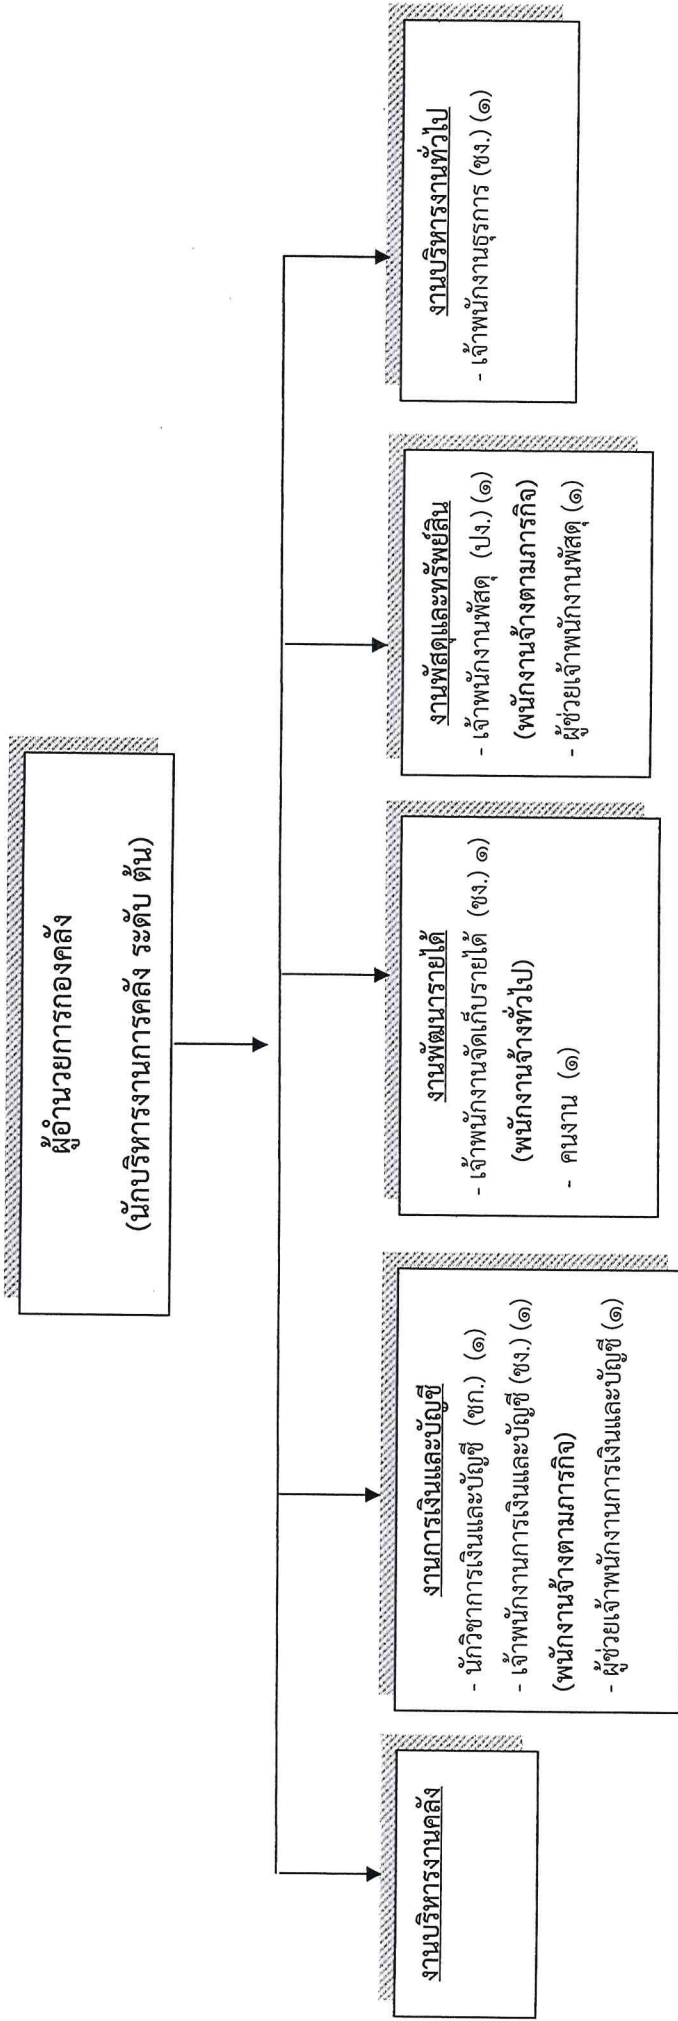 ผู้อำนวยการกองคลัง
(นักบริหารงานการคลัง ระดับ ต้น)
งานบริหารงานคลัง
งานการเงินและบัญชี
- นักวิชาการเงินและบัญชี (ชก.) (๑)
- เจ้าพนักงานการเงินและบัญชี (ชง.) (๑)
(พนักงานจ้างตามภารกิจ)
- ผู้ช่วยเจ้าพนักงานการเงินและบัญชี (๑)
งานพัฒนารายได้
- เจ้าพนักงานจัดเก็บรายได้ (ชง.) ๑)
(พนักงานจ้างทั่วไป)
- คนงาน (๑)
งานพัสดุและทรัพย์สิน
- เจ้าพนักงานพัสดุ (ปง.) (๑)
(พนักงานจ้างตามภารกิจ)
- ผู้ช่วยเจ้าพนักงานพัสดุ (๑)
งานบริหารงานทั่วไป
- เจ้าพนักงานธุรการ (ชง.) (๑)